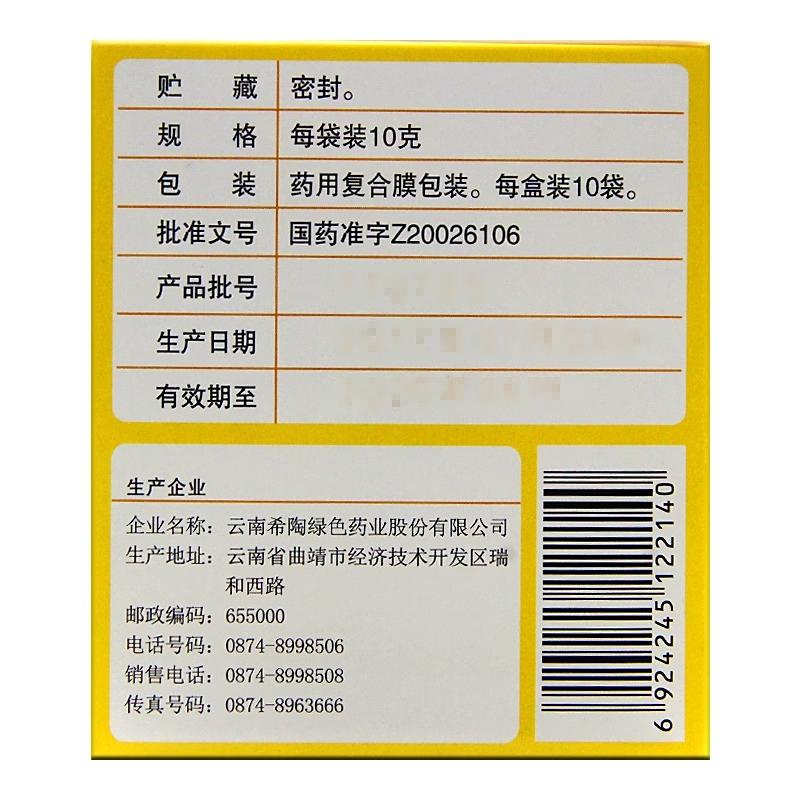 贮藏 密封。
规格 每袋装10克
包装 药用复合膜包装。每盒装10袋。
批准文号 国药准字Z20026106
产品批号
生产日期
有效期至
生产企业
企业名称：云南希陶绿色药业股份有限公司
生产地址：云南省曲靖市经济技术开发区瑞
和西路
邮政编码：655000
电话号码：0874-8998506
销售电话：0874-8998508
传真号码：0874-8963666
6 924245 122140